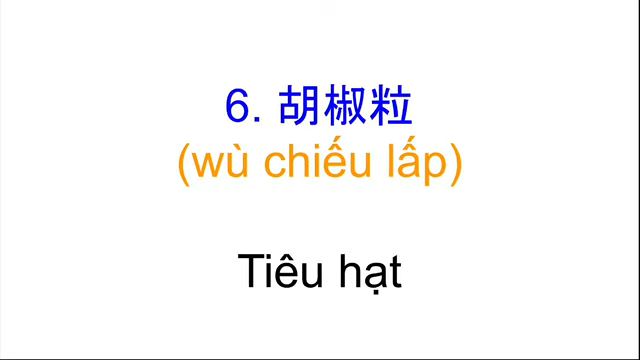 6. 胡椒粒
(wù chiếu lấp)
Tiêu hạt